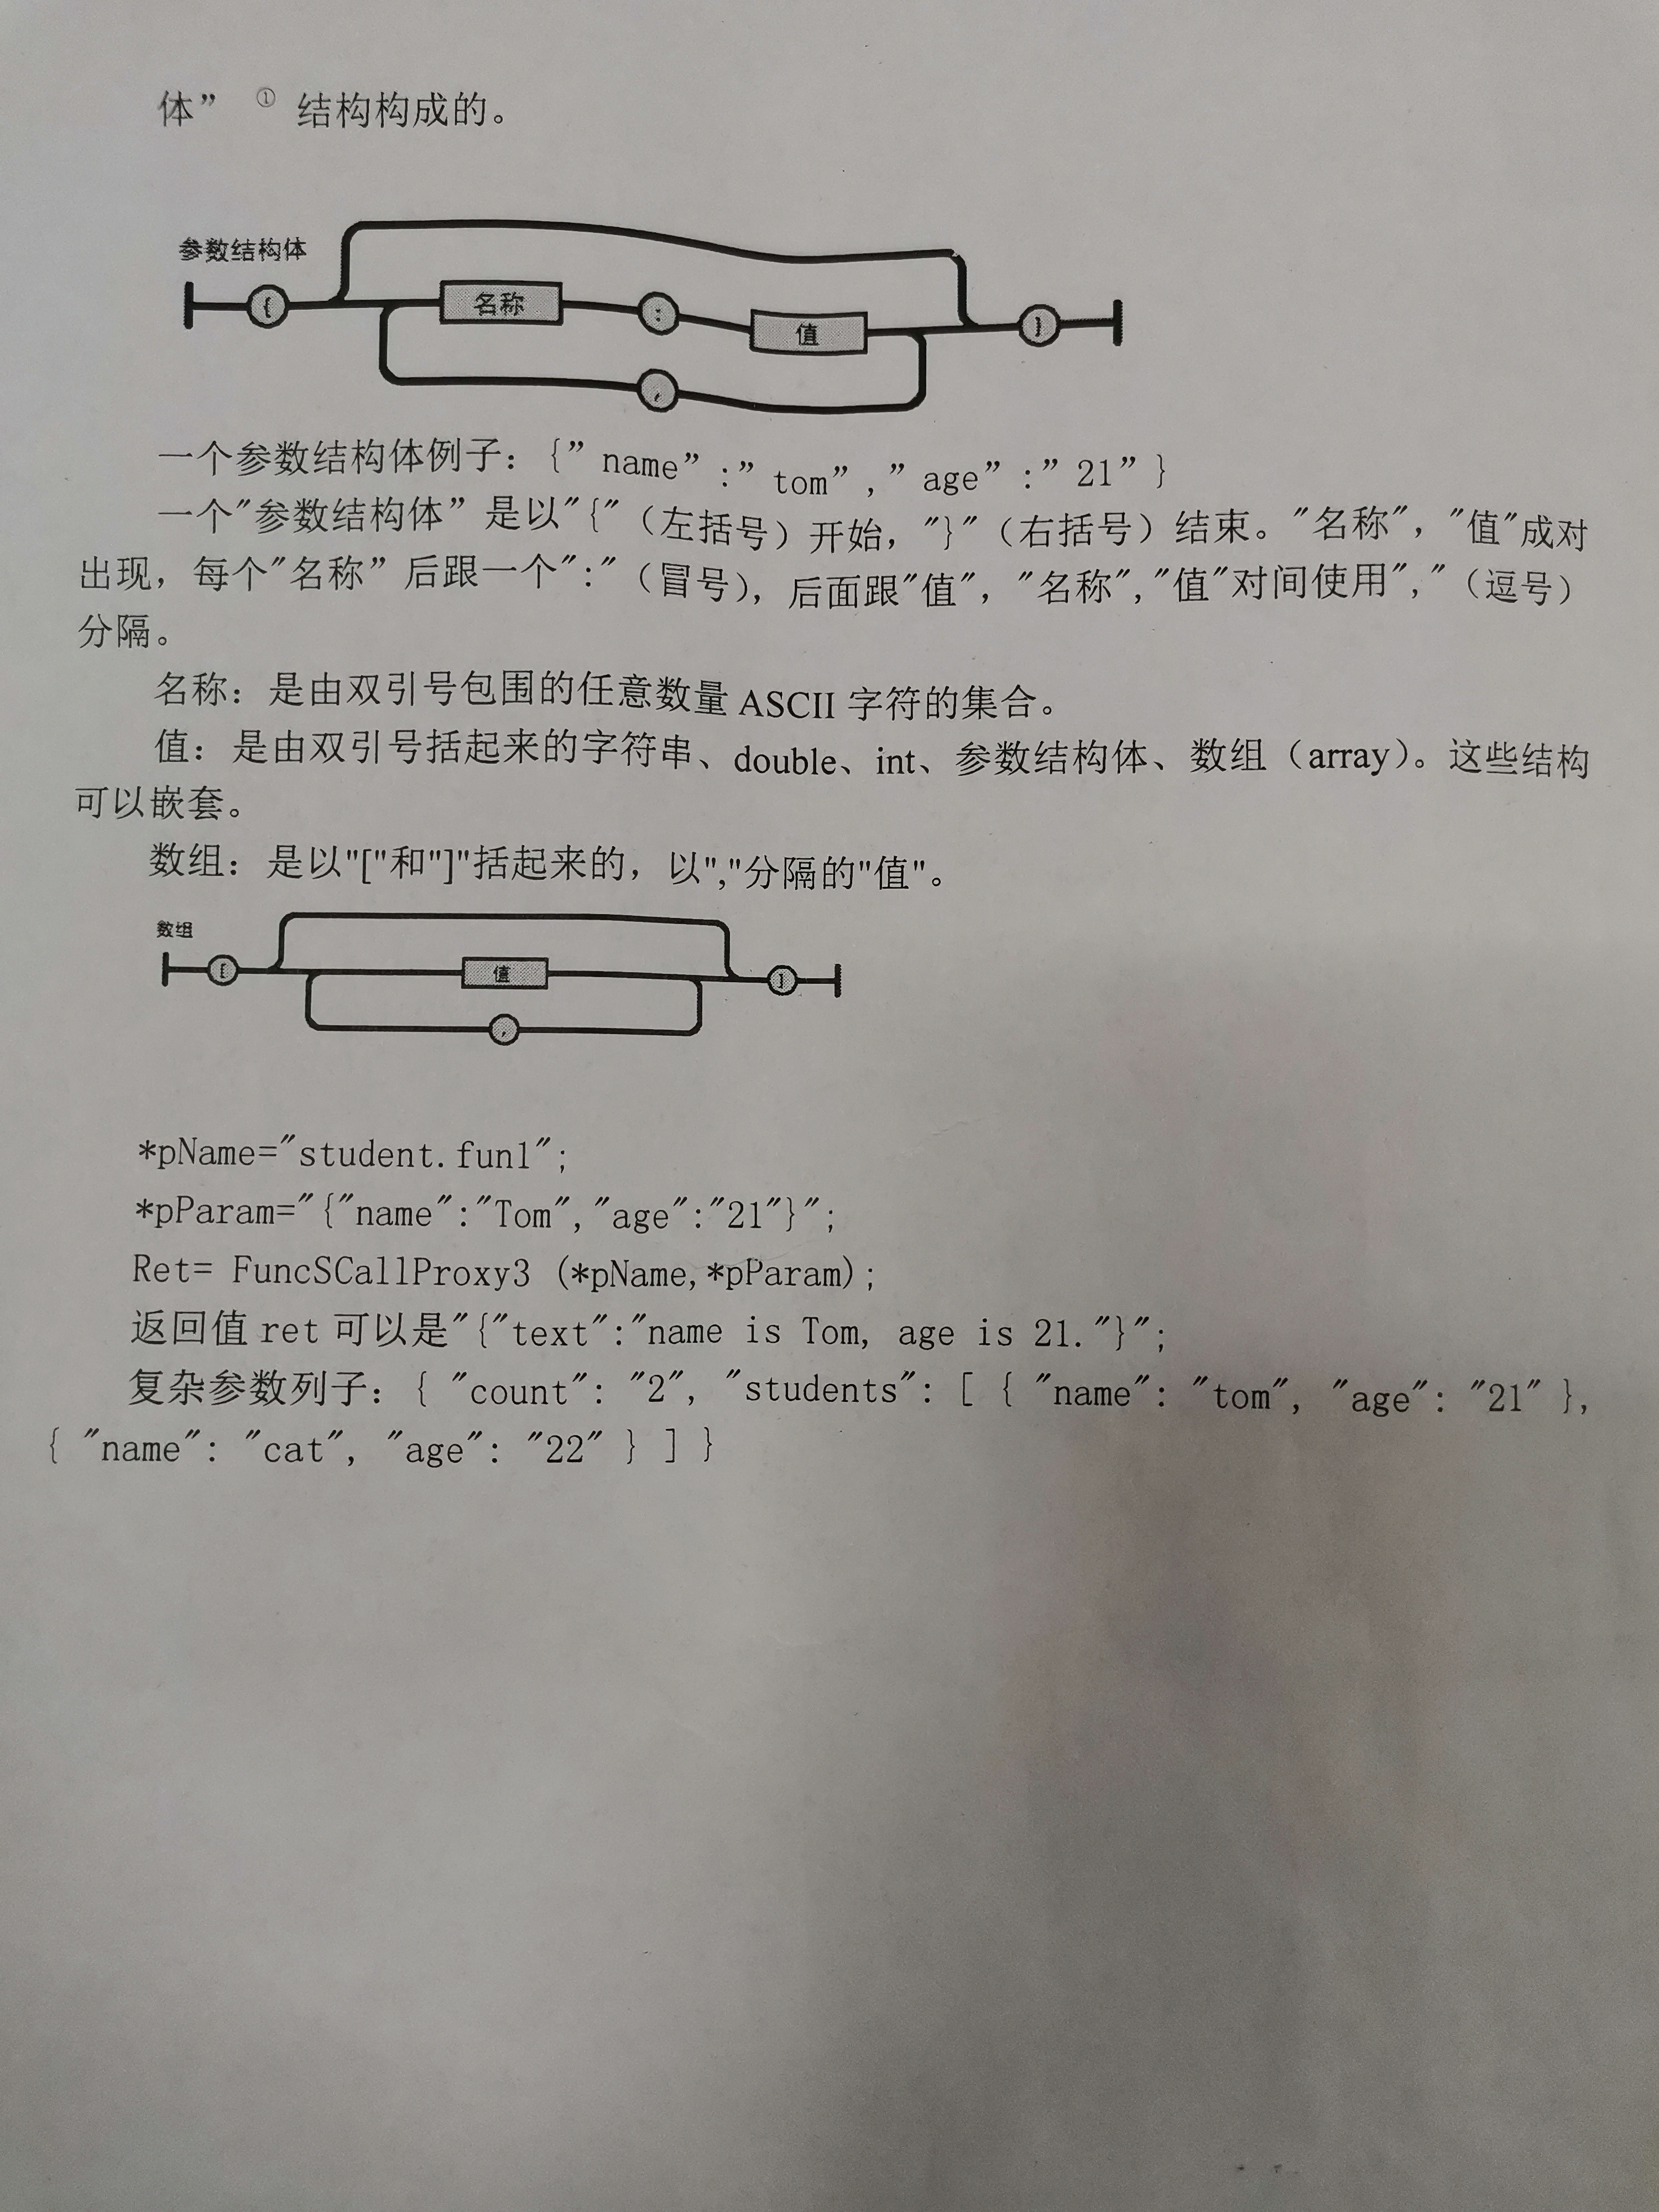 体” ① 结构构成的。
参数结构体
{ 名称 : 值 }
,
一个参数结构体例子：{” name” :” tom” ,” age” :” 21” }
一个"参数结构体” 是以"{"（左括号）开始，"}"（右括号）结束。"名称"，"值"成对
出现，每个"名称” 后跟一个":"（冒号），后面跟"值"，"名称","值"对间使用","（逗号）
分隔。
名称：是由双引号包围的任意数量 ASCII 字符的集合。
值：是由双引号括起来的字符串、double、int、参数结构体、数组（array）。这些结构
可以嵌套。
数组：是以"["和"]"括起来的，以","分隔的"值"。
数组
[ 值 ]
,
*pName="student.fun1";
*pParam="{"name":"Tom","age":"21"}";
Ret= FuncSCallProxy3 (*pName,*pParam);
返回值 ret 可以是"{"text":"name is Tom, age is 21."}";
复杂参数列子：{ "count": "2", "students": [ { "name": "tom", "age": "21" },
{ "name": "cat", "age": "22" } ] }